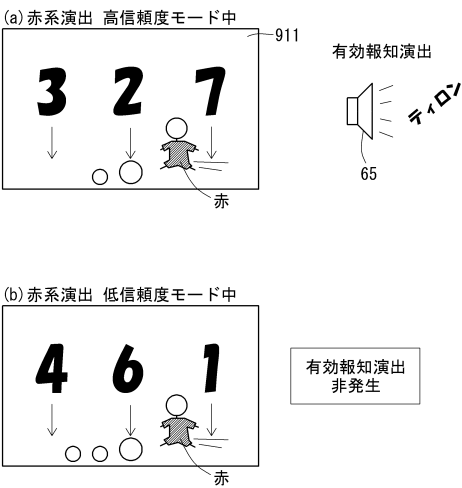 (a)赤系演出 高信頼度モード中
911
3 2 7
有効報知演出
ティロン
65
赤
(b)赤系演出 低信頼度モード中
4 6 1
有効報知演出
非発生
赤